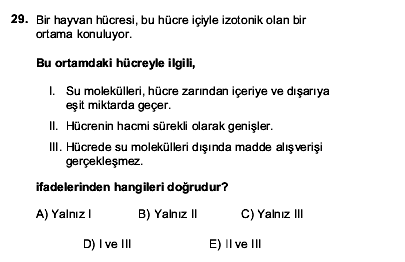 29. Bir hayvan hücresi, bu hücre içiyle izotonik olan bir
ortama konuluyor.
Bu ortamdaki hücreyle ilgili,
I. Su molekülleri, hücre zarından içeriye ve dışarıya
eşit miktarda geçer.
II. Hücrenin hacmi sürekli olarak genişler.
III. Hücrede su molekülleri dışında madde alışverişi
gerçekleşmez.
ifadelerinden hangileri doğrudur?
A) Yalnız I B) Yalnız II C) Yalnız III
D) I ve III E) II ve III